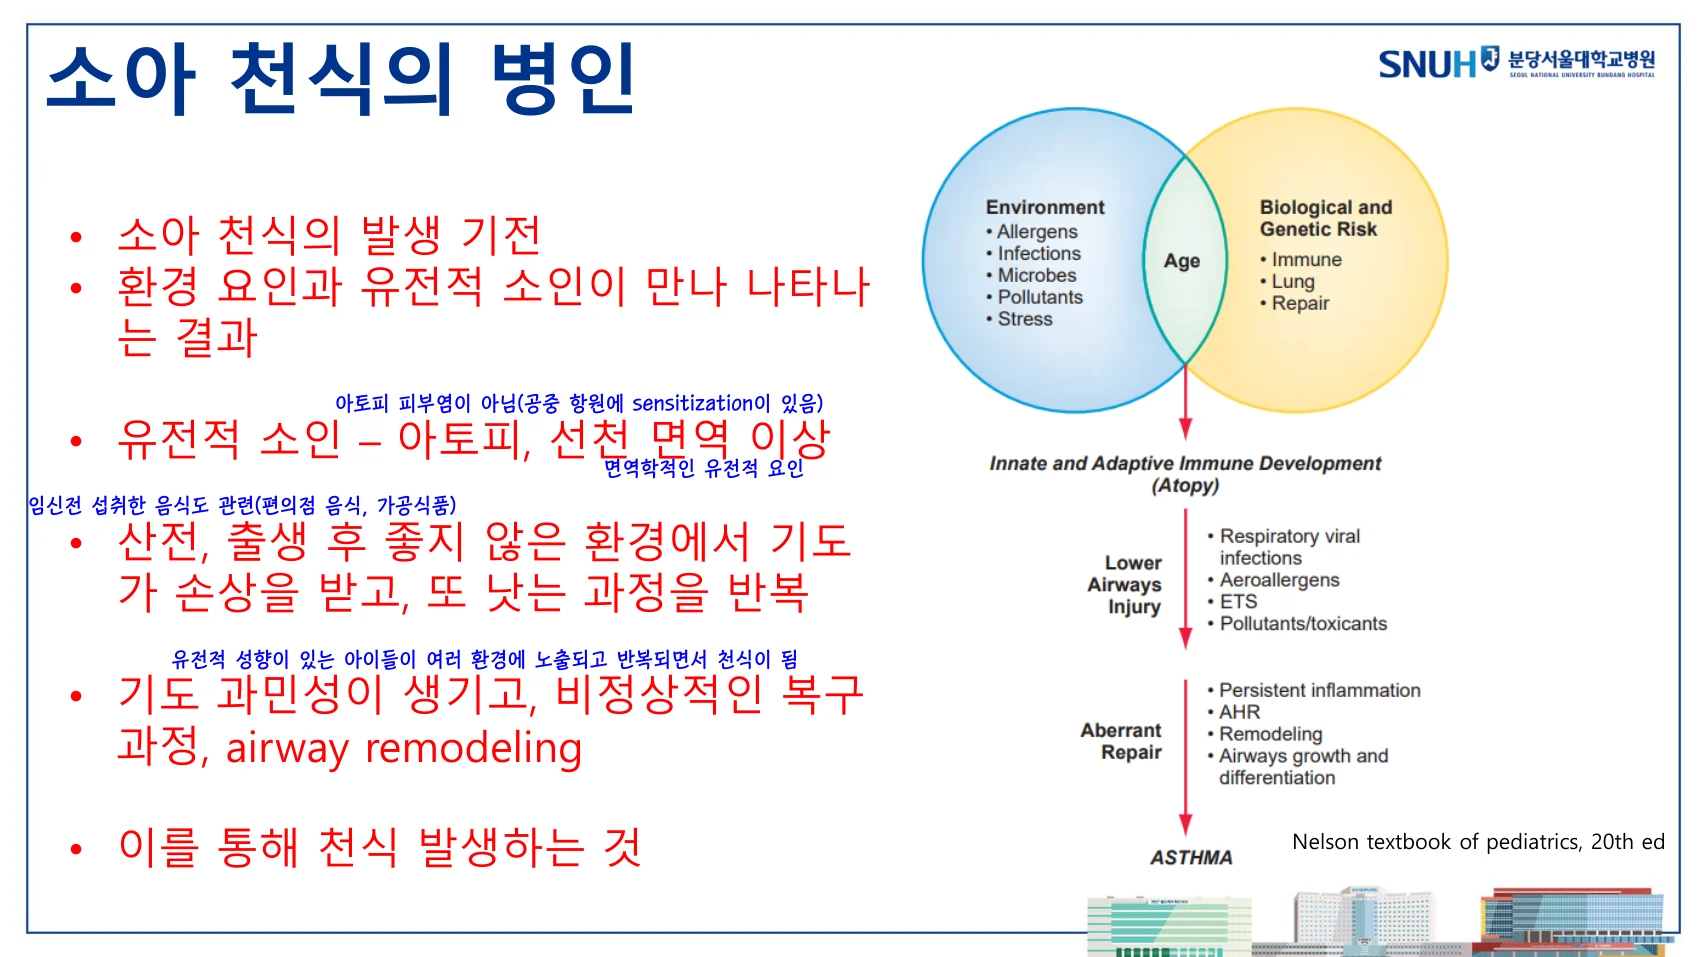 소아 천식의 병인
SNUH 분당서울대학교병원
SEOUL NATIONAL UNIVERSITY BUNDANG HOSPITAL
• 소아 천식의 발생 기전
• 환경 요인과 유전적 소인이 만나 나타나
는 결과
아토피 피부염이 아님(공중 항원에 sensitization이 있음)
• 유전적 소인 – 아토피, 선천 면역 이상
면역학적인 유전적 요인
임신전 섭취한 음식도 관련(편의점 음식, 가공식품)
• 산전, 출생 후 좋지 않은 환경에서 기도
가 손상을 받고, 또 낫는 과정을 반복
유전적 성향이 있는 아이들이 여러 환경에 노출되고 반복되면서 천식이 됨
• 기도 과민성이 생기고, 비정상적인 복구
과정, airway remodeling
• 이를 통해 천식 발생하는 것
Environment
• Allergens
• Infections
• Microbes
• Pollutants
• Stress
Age
Biological and
Genetic Risk
• Immune
• Lung
• Repair
Innate and Adaptive Immune Development
(Atopy)
Lower
Airways
Injury
• Respiratory viral
infections
• Aeroallergens
• ETS
• Pollutants/toxicants
Aberrant
Repair
• Persistent inflammation
• AHR
• Remodeling
• Airways growth and
differentiation
ASTHMA
Nelson textbook of pediatrics, 20th ed